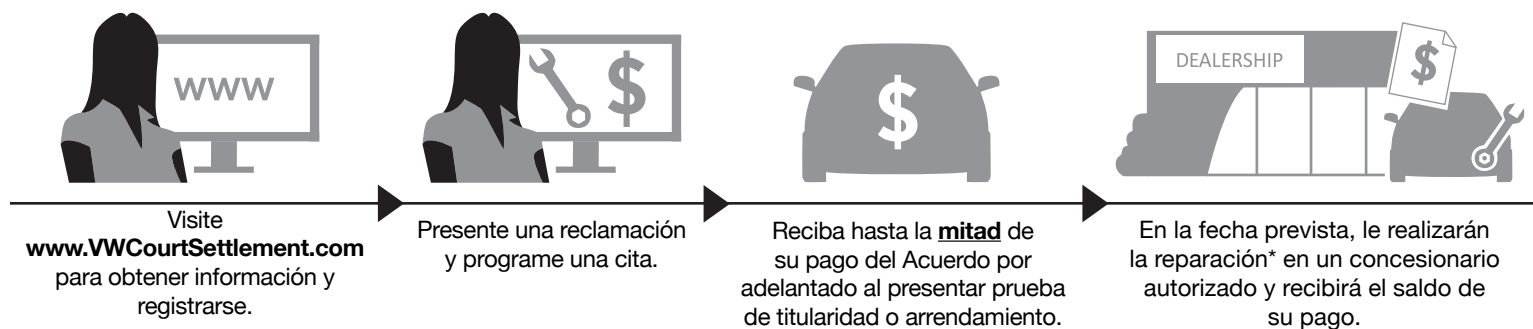 www
$
$
DEALERSHIP
$
Visite
www.VWCourtSettlement.com
para obtener información y
registrarse.
Presente una reclamación
y programe una cita.
Reciba hasta la mitad de
su pago del Acuerdo por
adelantado al presentar prueba
de titularidad o arrendamiento.
En la fecha prevista, le realizarán
la reparación* en un concesionario
autorizado y recibirá el saldo de
su pago.